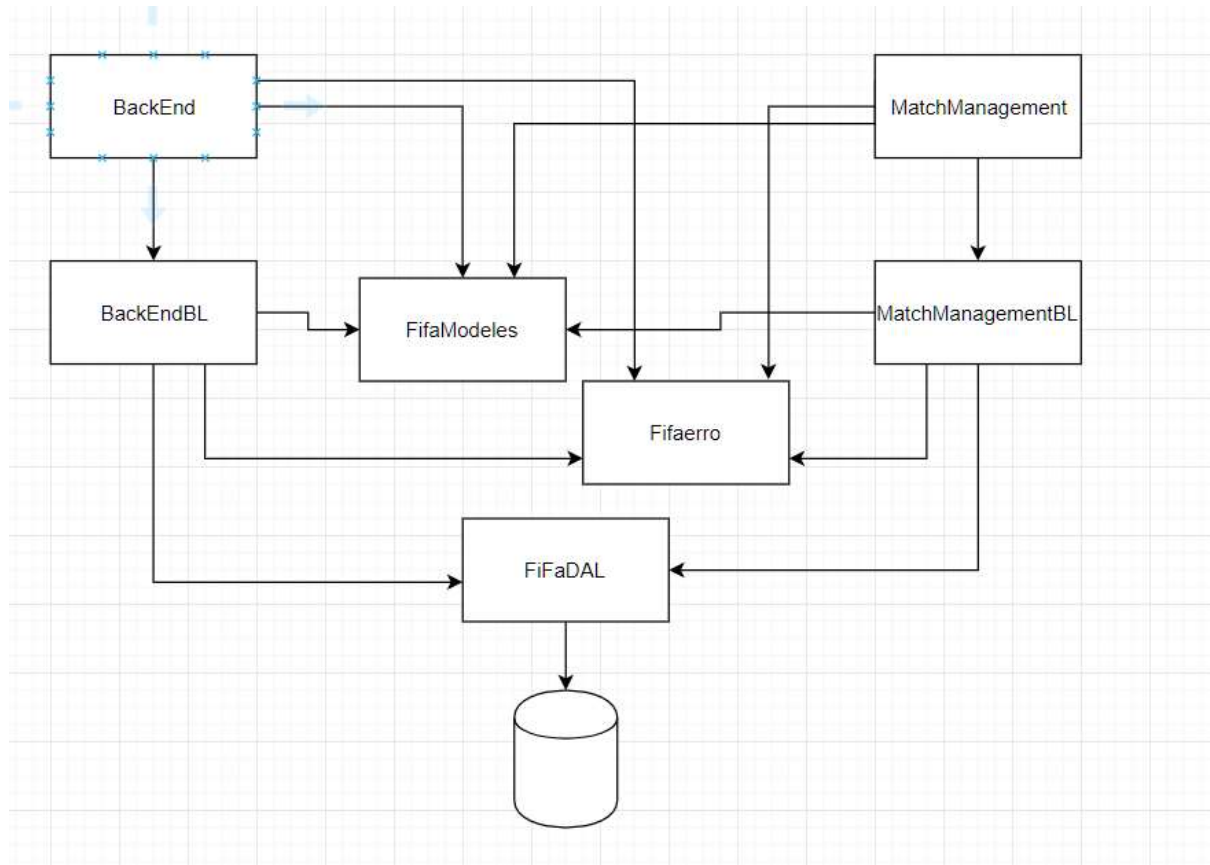 BackEnd
MatchManagement
BackEndBL
FifaModeles
MatchManagementBL
Fifaerro
FiFaDAL